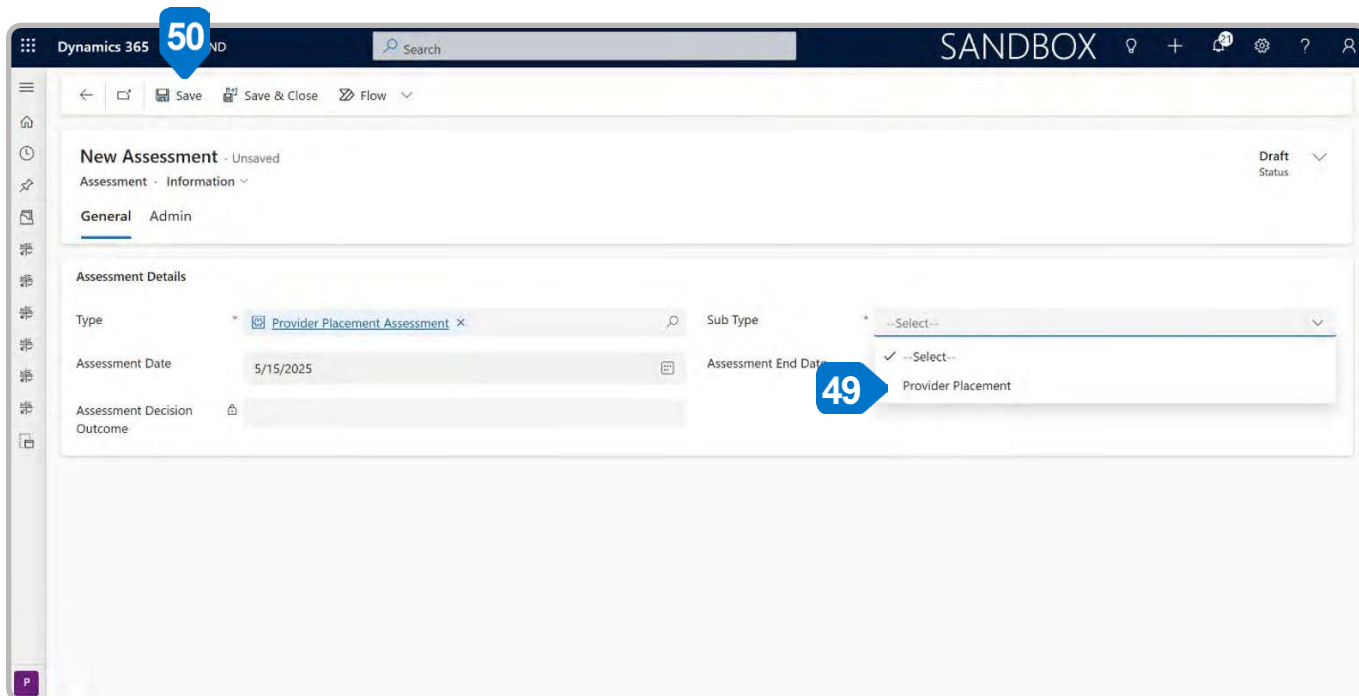 50
Dynamics 365 ND Search SANDBOX 21
Save Save & Close Flow
New Assessment - Unsaved
Draft
Assessment · Information
Status
General Admin
Assessment Details
Type * Provider Placement Assessment × Sub Type * --Select--
Assessment Date 5/15/2025 Assessment End Date ✓ --Select--
49 Provider Placement
Assessment Decision
Outcome
P